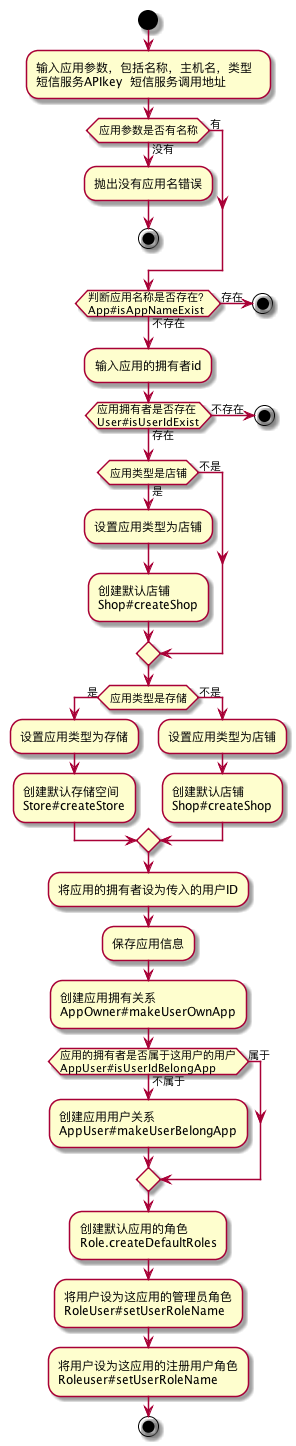 输入应用参数，包括名称，主机名，类型
短信服务APIkey 短信服务调用地址
应用参数是否有名称
有
没有
抛出没有应用名错误
判断应用名称是否存在？
App#isAppNameExist
存在
不存在
输入应用的拥有者id
应用拥有者是否存在
User#isUserIdExist
不存在
存在
应用类型是店铺
不是
是
设置应用类型为店铺
创建默认店铺
Shop#createShop
是
应用类型是存储
不是
设置应用类型为存储
设置应用类型为店铺
创建默认存储空间
Store#createStore
创建默认店铺
Shop#createShop
将应用的拥有者设为传入的用户ID
保存应用信息
创建应用拥有关系
AppOwner#makeUserOwnApp
应用的拥有者是否属于这用户的用户
AppUser#isUserIdBelongApp
属于
不属于
创建应用用户关系
AppUser#makeUserBelongApp
创建默认应用的角色
Role.createDefaultRoles
将用户设为这应用的管理员角色
RoleUser#setUserRoleName
将用户设为这应用的注册用户角色
Roleuser#setUserRoleName